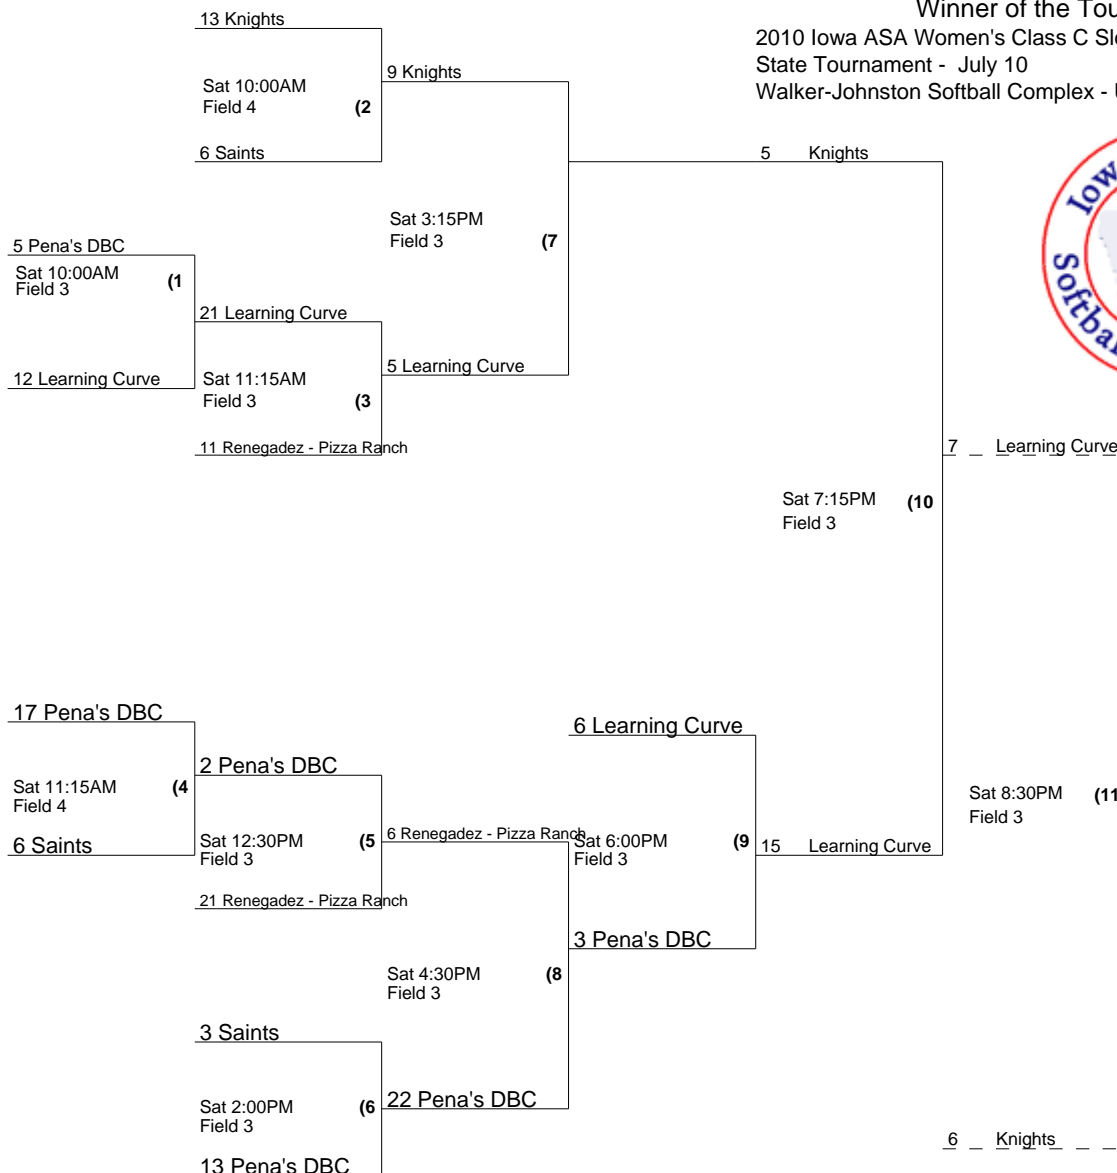 Winner of the Tou
2010 Iowa ASA Women's Class C Sl
State Tournament - July 10
Walker-Johnston Softball Complex -
13 Knights
Sat 10:00AM
Field 4 (2
9 Knights
6 Saints
5 Knights
Sat 3:15PM
Field 3 (7
5 Pena's DBC
Sat 10:00AM
Field 3 (1
21 Learning Curve
12 Learning Curve
Sat 11:15AM
Field 3 (3
5 Learning Curve
11 Renegadez - Pizza Ranch
Iow
Softba
7 Learning Curve
Sat 7:15PM (10
Field 3
17 Pena's DBC
Sat 11:15AM (4
Field 4
2 Pena's DBC
6 Saints
Sat 12:30PM (5
Field 3
6 Renegadez - Pizza Ranch
21 Renegadez - Pizza Ranch
6 Learning Curve
Sat 6:00PM (9
Field 3
15 Learning Curve
Sat 8:30PM (11
Field 3
3 Pena's DBC
Sat 4:30PM (8
Field 3
3 Saints
Sat 2:00PM (6
Field 3
22 Pena's DBC
13 Pena's DBC
6 Knights